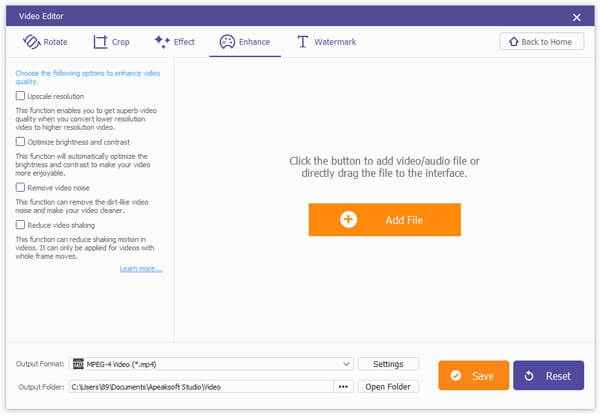 Video Editor
Rotate
Crop
Effect
Enhance
Watermark
Back to Home
Choose the following options to enhance video
quality.
Upscale resolution
This function enables you to get superb video
quality when you convert lower resolution
video to higher resolution video.
Optimize brightness and contrast
This function will automatically optimize the
brightness and contrast to make your video
more enjoyable.
Remove video noise
This function can remove the dirt-like video
noise and make your video cleaner.
Reduce video shaking
This function can reduce shaking motion in
videos. It can only be applied for videos with
whole frame moves.
Learn more...
Click the button to add video/audio file or
directly drag the file to the interface.
Add File
Output Format:
MPEG-4 Video (*.mp4)
Settings
Output Folder:
C:\Users\89\Documents\Apeaksoft Studio\Video
Open Folder
Save
Reset